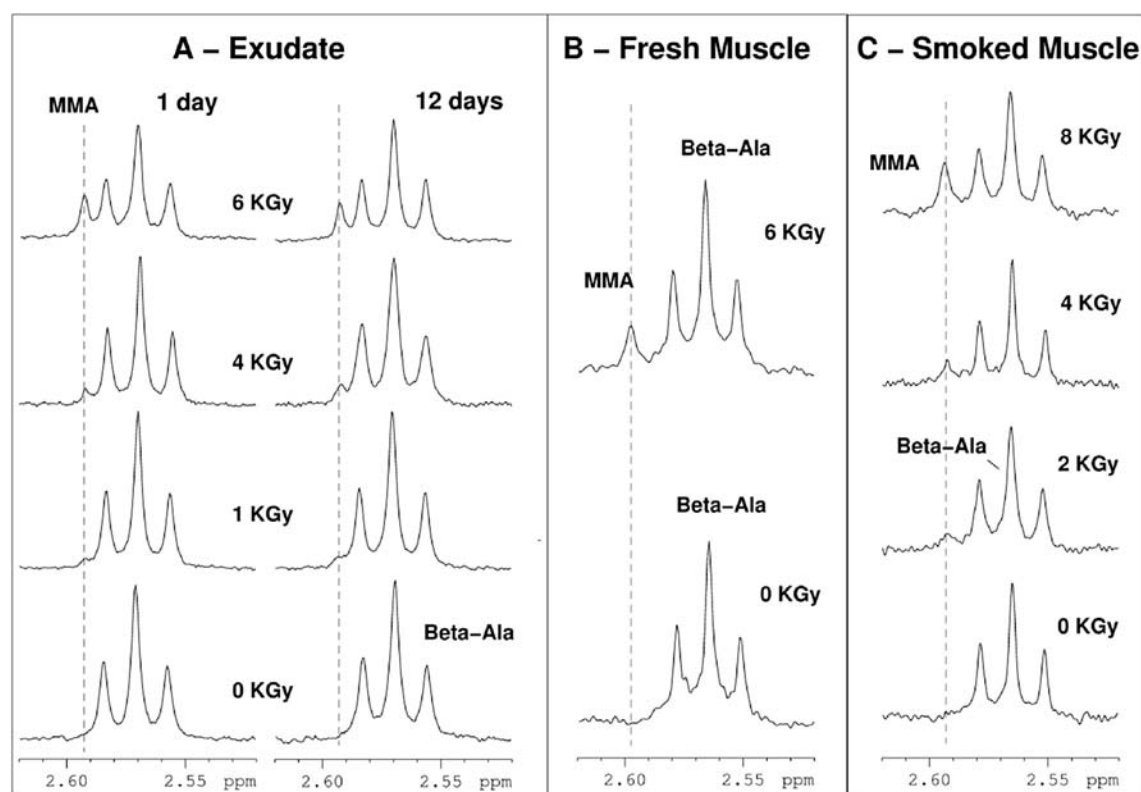 A – Exudate
MMA
1 day
12 days
6 KGy
4 KGy
1 KGy
Beta–Ala
0 KGy
2.60 2.55 ppm
2.60 2.55 ppm
B – Fresh Muscle
Beta–Ala
6 KGy
MMA
Beta–Ala
0 KGy
2.60 2.55 ppm
C – Smoked Muscle
8 KGy
MMA
4 KGy
Beta–Ala
2 KGy
0 KGy
2.60 2.55 ppm